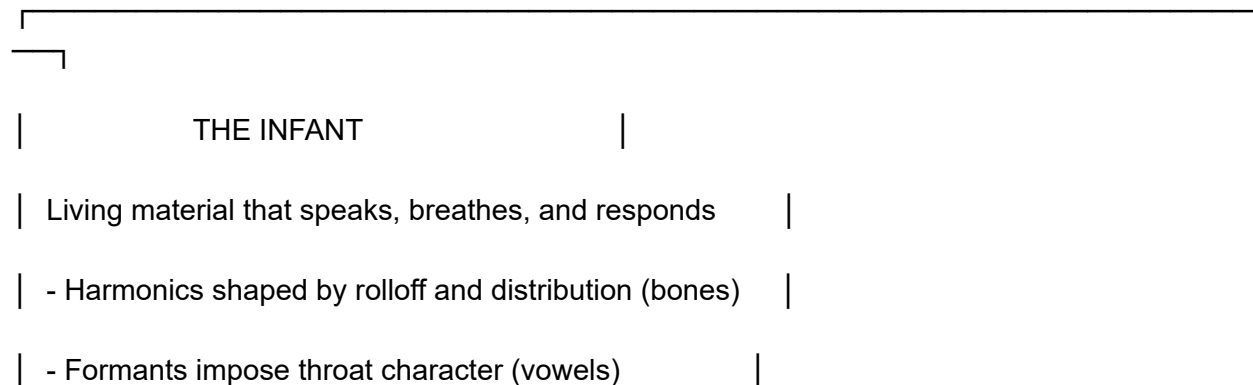 ┌──────────────────────────────────────────────────────────────
──┐
│ THE INFANT │
│ Living material that speaks, breathes, and responds │
│ - Harmonics shaped by rolloff and distribution (bones) │
│ - Formants impose throat character (vowels) │